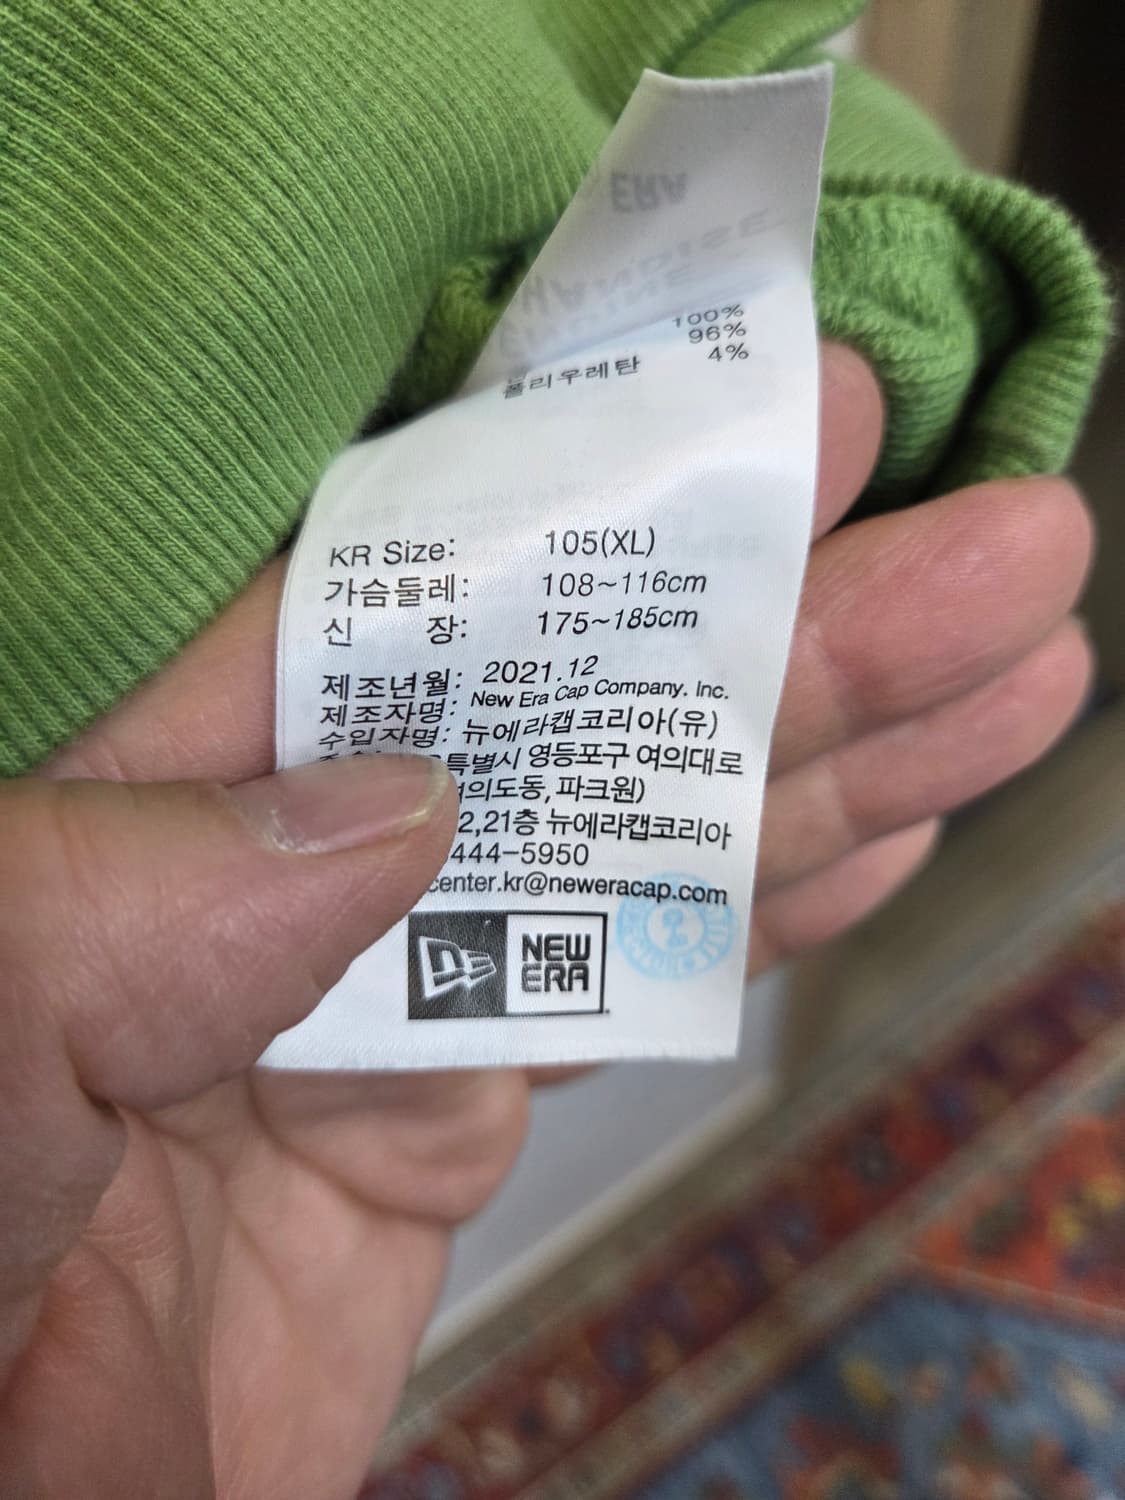 100%
96%
폴리우레탄 4%
KR Size: 105(XL)
가슴둘레: 108~116cm
신 장: 175~185cm
제조년월: 2021.12
제조자명: New Era Cap Company. Inc.
수입자명: 뉴에라캡코리아(유)
특별시 영등포구 여의대로
여의도동, 파크원)
2,21층 뉴에라캡코리아
444-5950
center.kr@neweracap.com
NEW
ERA